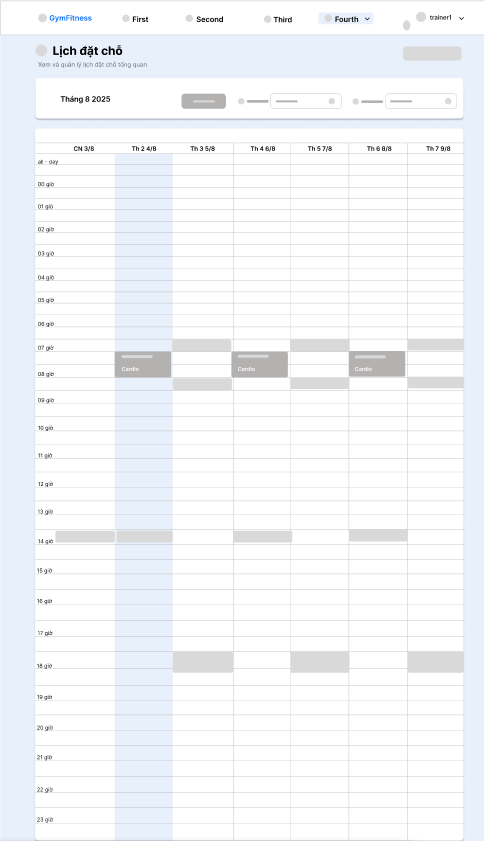 GymFitness First Second Third Fourth trainer1
Lịch đặt chỗ
Xem và quản lý lịch đặt chỗ tổng quan
Tháng 8 2025
CN 3/8 Th 2 4/8 Th 3 5/8 Th 4 6/8 Th 5 7/8 Th 6 8/8 Th 7 9/8
all - day
00 giờ
01 giờ
02 giờ
03 giờ
04 giờ
05 giờ
06 giờ
07 giờ
Cardio Cardio Cardio
08 giờ
09 giờ
10 giờ
11 giờ
12 giờ
13 giờ
14 giờ
15 giờ
16 giờ
17 giờ
18 giờ
19 giờ
20 giờ
21 giờ
22 giờ
23 giờ